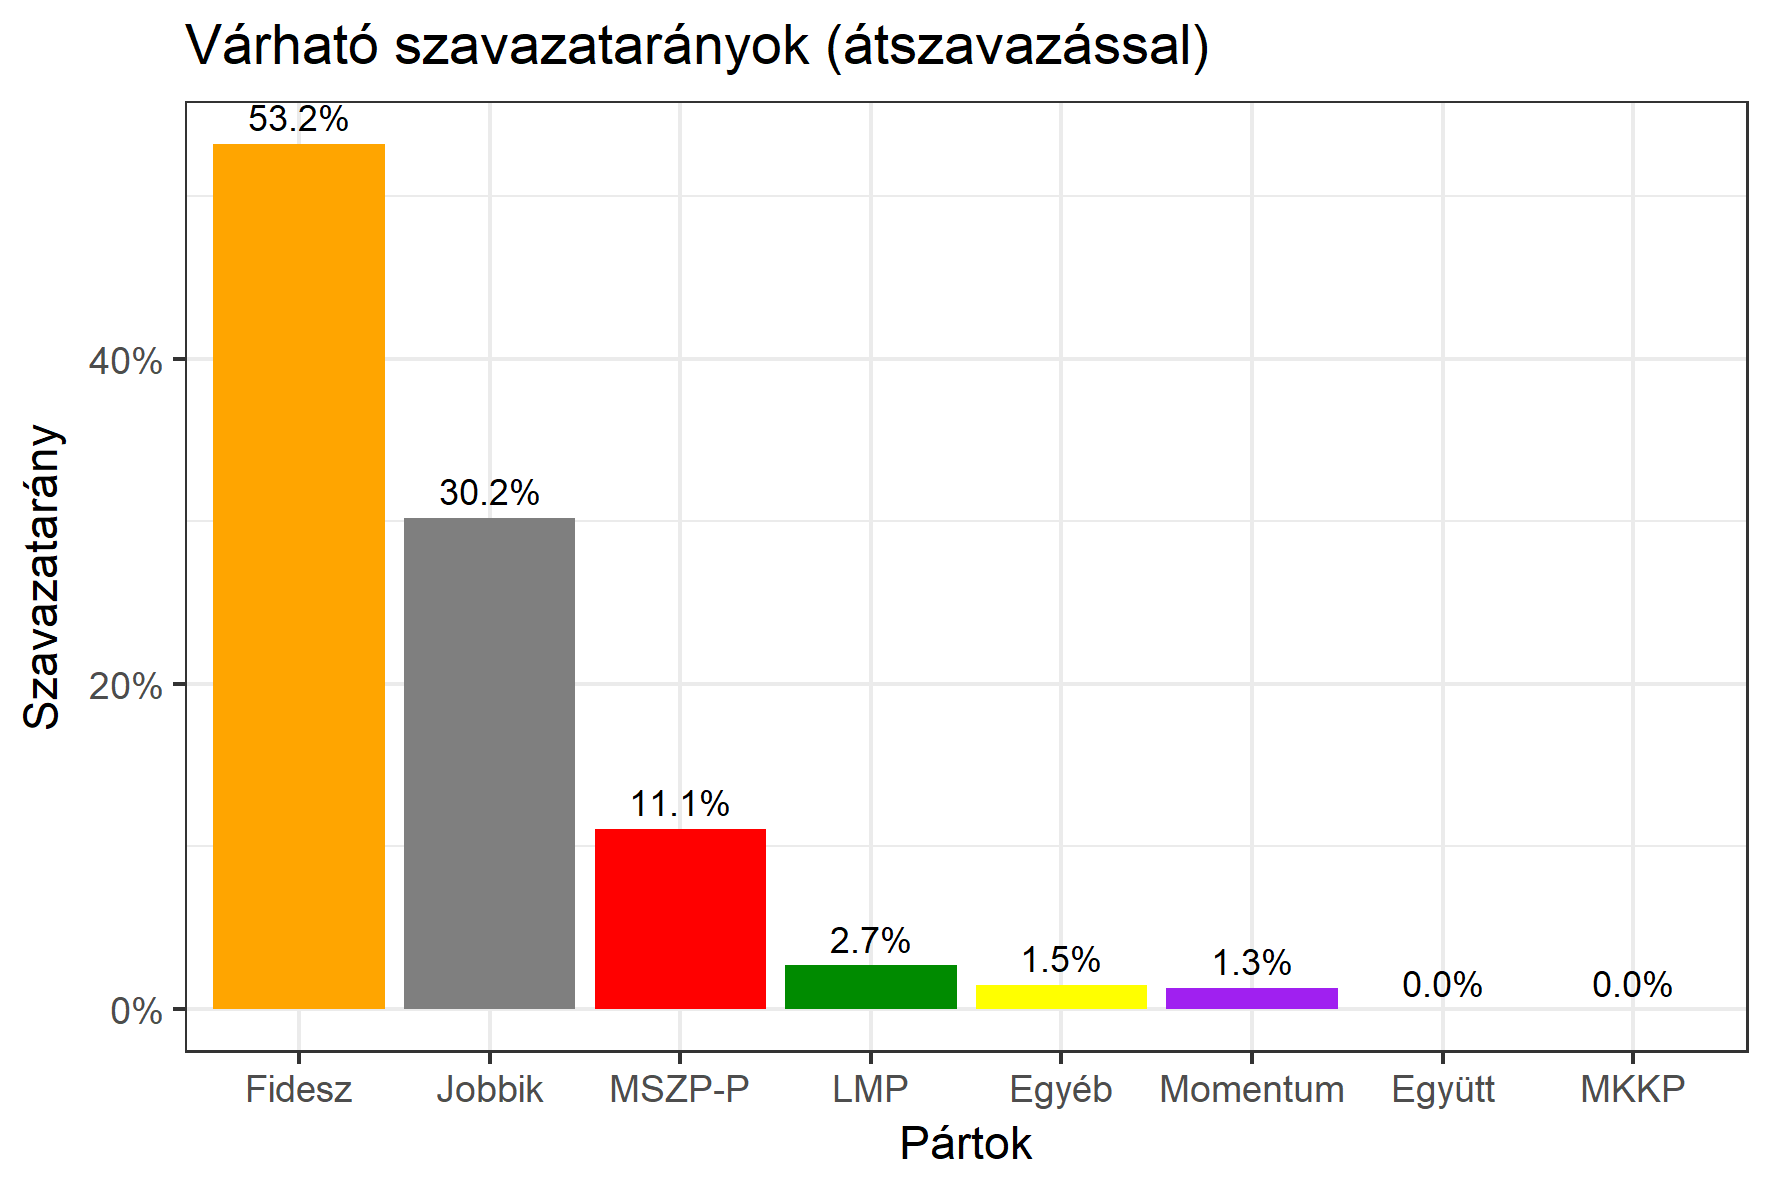 Várható szavazatarányok (átszavazással)
53.2%
30.2%
11.1%
2.7%
1.5%
1.3%
0.0%
0.0%
40%
20%
0%
Szavazatarány
Fidesz
Jobbik
MSZP-P
LMP
Egyéb
Momentum
Együtt
MKKP
Pártok